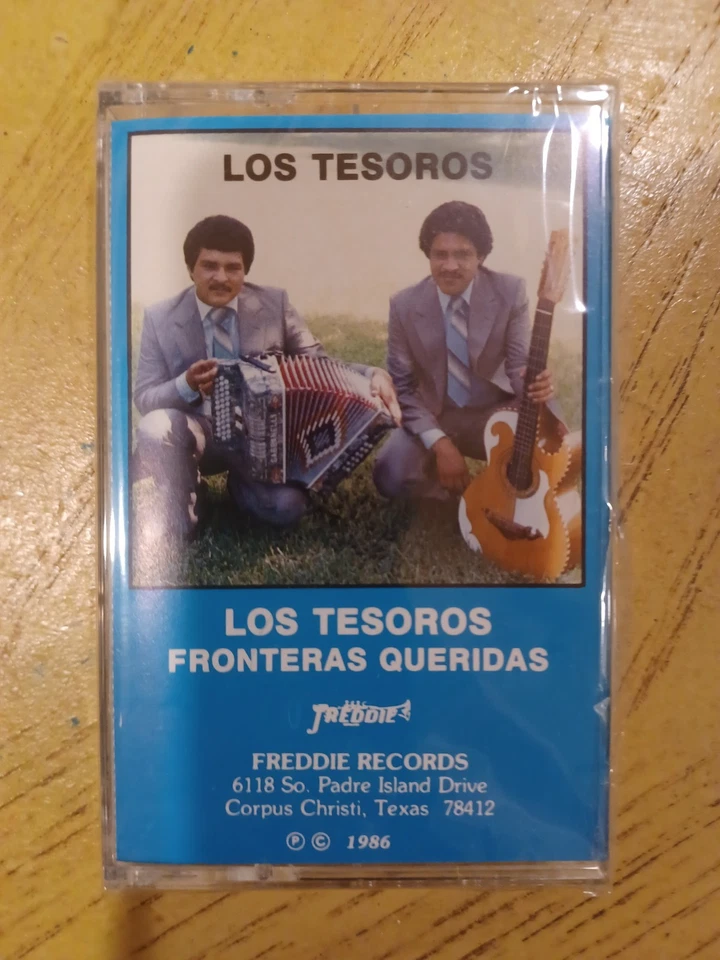 LOS TESOROS
GABBANELLI
LOS TESOROS
FRONTERAS QUERIDAS
FREDDIE
FREDDIE RECORDS
6118 So. Padre Island Drive
Corpus Christi, Texas 78412
℗ © 1986